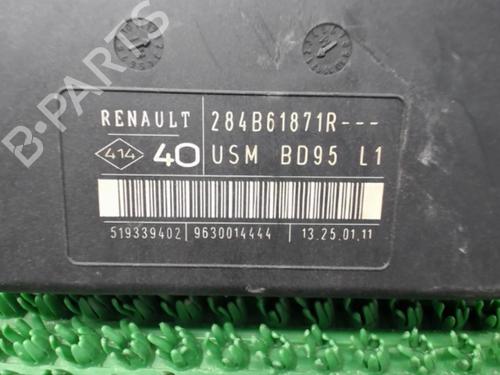 B-PARTS
RENAULT 284B61871R---
414 40 USM BD95 L1
519339402 9630014444 13.25.01.11